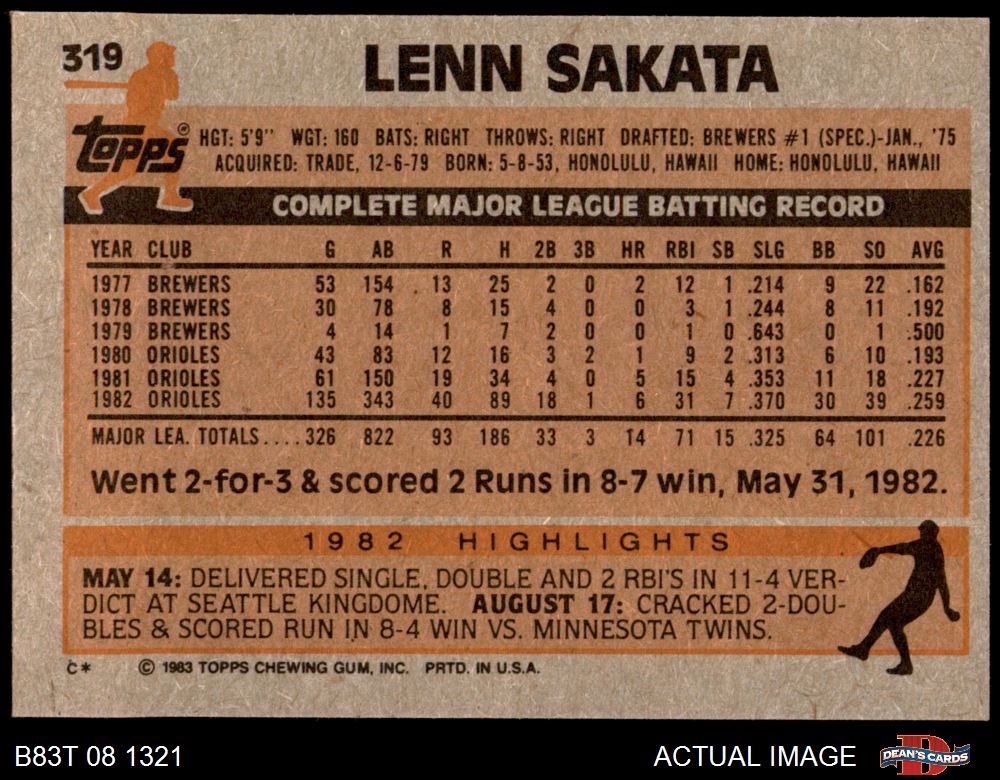 319
LENN SAKATA
Topps®
HGT: 5'9" WGT: 160 BATS: RIGHT THROWS: RIGHT DRAFTED: BREWERS #1 (SPEC.)-JAN., '75
ACQUIRED: TRADE, 12-6-79 BORN: 5-8-53, HONOLULU, HAWAII HOME: HONOLULU, HAWAII
COMPLETE MAJOR LEAGUE BATTING RECORD
YEAR CLUB G AB R H 2B 3B HR RBI SB SLG BB SO AVG
1977 BREWERS 53 154 13 25 2 0 2 12 1 .214 9 22 .162
1978 BREWERS 30 78 8 15 4 0 0 3 1 .244 8 11 .192
1979 BREWERS 4 14 1 7 2 0 0 1 0 .643 0 1 .500
1980 ORIOLES 43 83 12 16 3 2 1 9 2 .313 6 10 .193
1981 ORIOLES 61 150 19 34 4 0 5 15 4 .353 11 18 .227
1982 ORIOLES 135 343 40 89 18 1 6 31 7 .370 30 39 .259
MAJOR LEA. TOTALS....326 822 93 186 33 3 14 71 15 .325 64 101 .226
Went 2-for-3 & scored 2 Runs in 8-7 win, May 31, 1982.
1982 HIGHLIGHTS
MAY 14: DELIVERED SINGLE, DOUBLE AND 2 RBI'S IN 11-4 VER-
DICT AT SEATTLE KINGDOME. AUGUST 17: CRACKED 2-DOU-
BLES & SCORED RUN IN 8-4 WIN VS. MINNESOTA TWINS.
C* © 1983 TOPPS CHEWING GUM, INC. PRTD. IN U.S.A.
B83T 08 1321 ACTUAL IMAGE DEAN'S CARDS